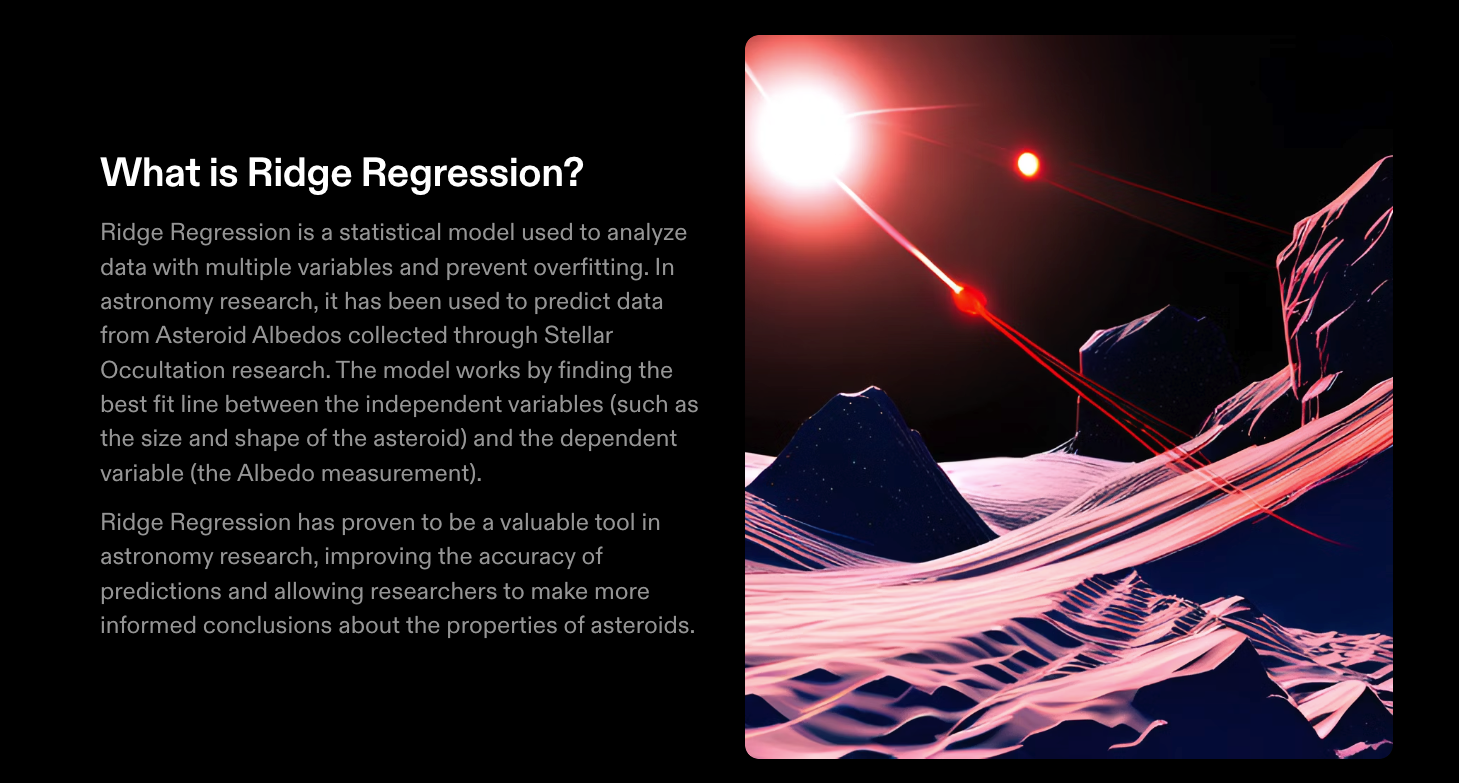 What is Ridge Regression?
Ridge Regression is a statistical model used to analyze
data with multiple variables and prevent overfitting. In
astronomy research, it has been used to predict data
from Asteroid Albedos collected through Stellar
Occultation research. The model works by finding the
best fit line between the independent variables (such as
the size and shape of the asteroid) and the dependent
variable (the Albedo measurement).
Ridge Regression has proven to be a valuable tool in
astronomy research, improving the accuracy of
predictions and allowing researchers to make more
informed conclusions about the properties of asteroids.